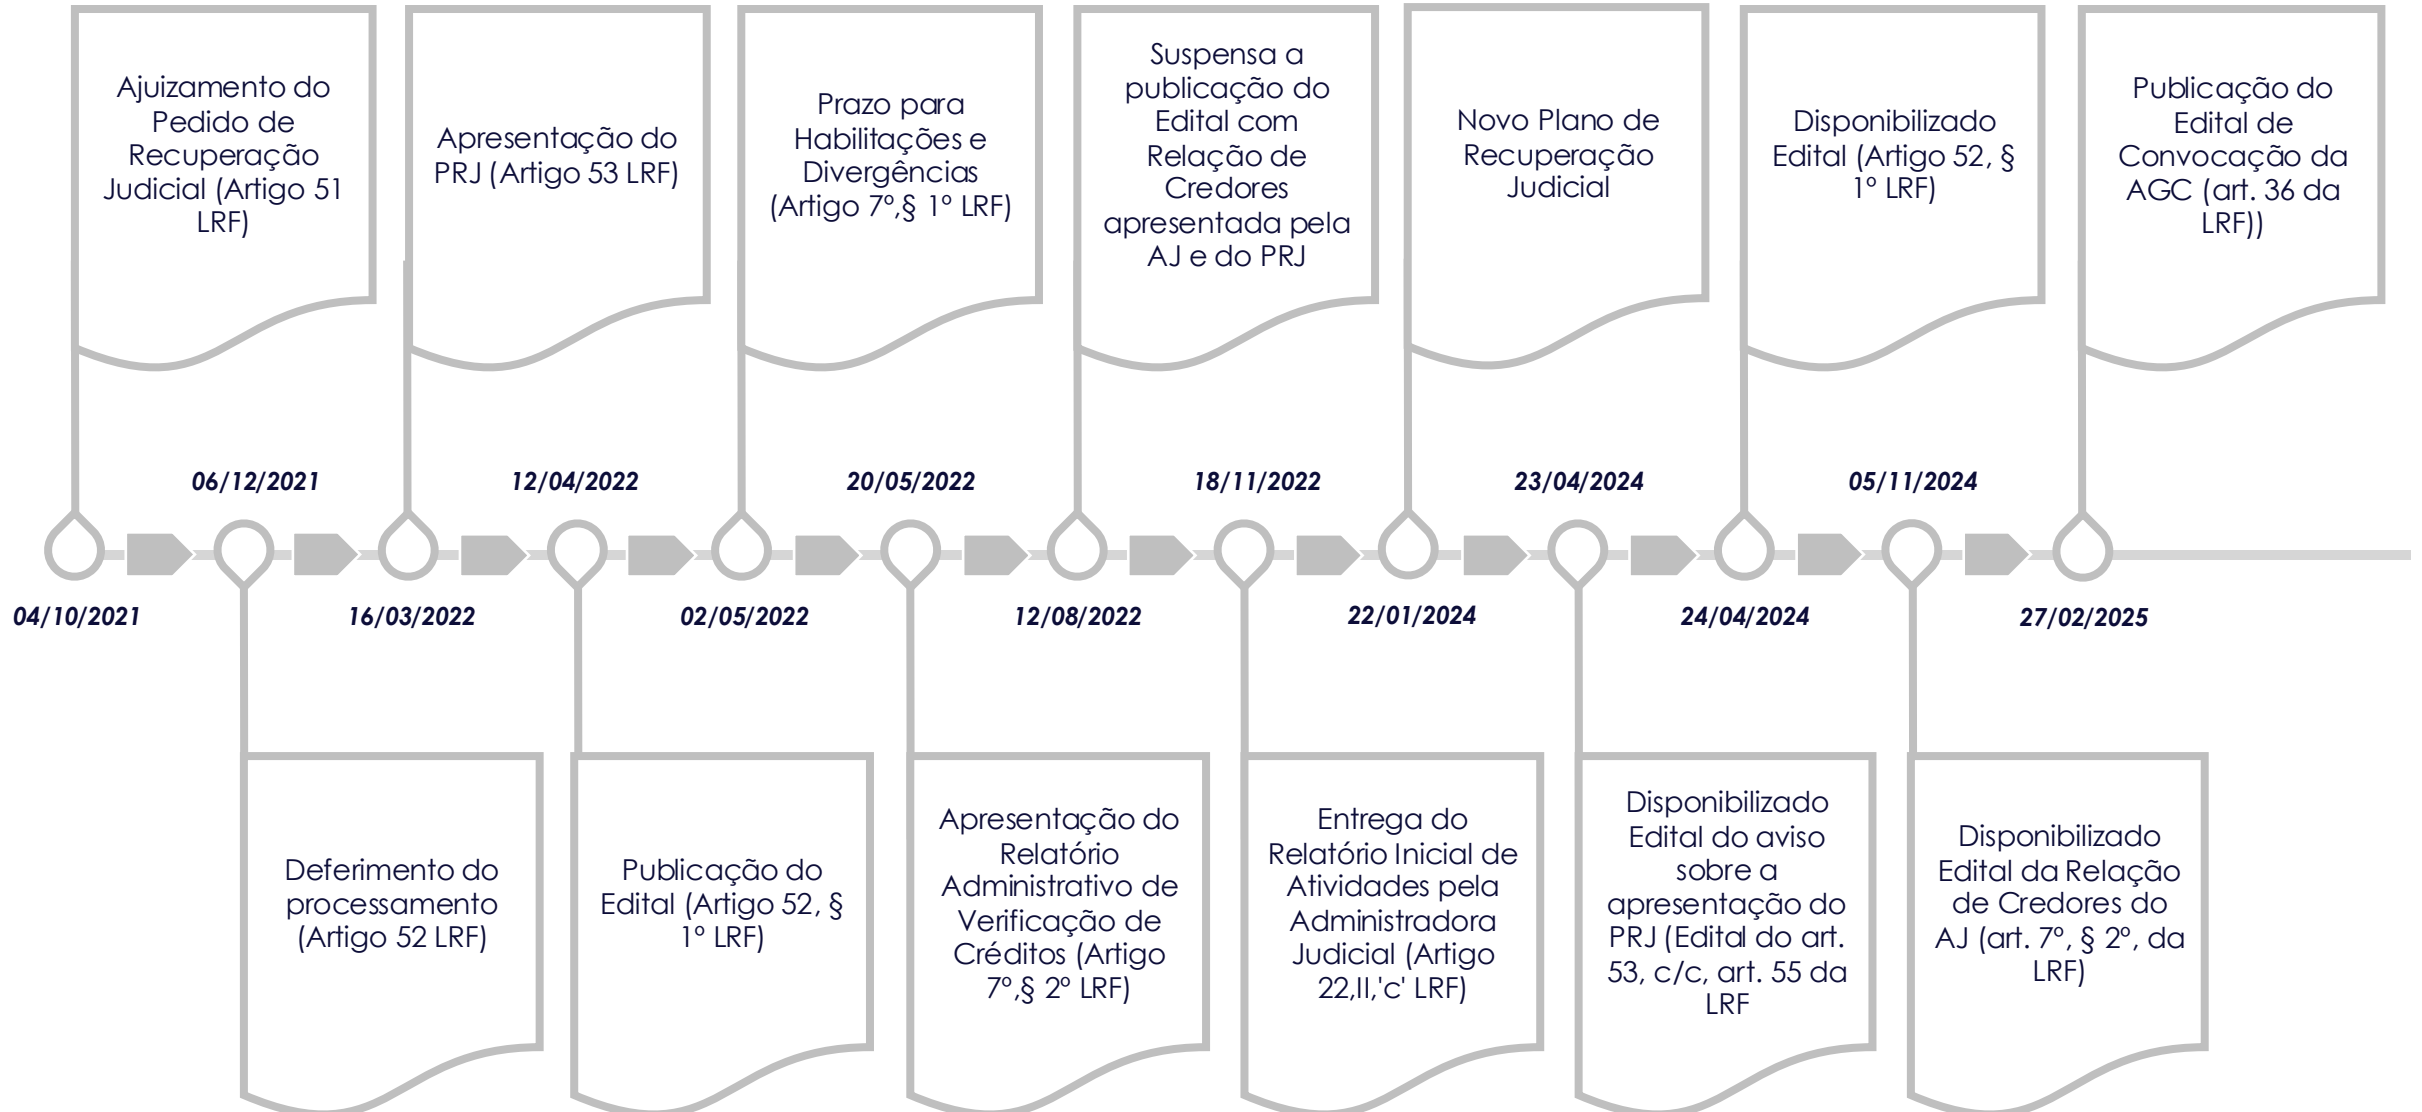 Ajuizamento do
Pedido de
Recuperação
Judicial (Artigo 51
LRF)
Apresentação do
PRJ (Artigo 53 LRF)
Prazo para
Habilitações e
Divergências
(Artigo 7º,§ 1º LRF)
Suspensa a
publicação do
Edital com
Relação de
Credores
apresentada pela
AJ e do PRJ
Novo Plano de
Recuperação
Judicial
Disponibilizado
Edital (Artigo 52, §
1º LRF)
Publicação do
Edital de
Convocação da
AGC (art. 36 da
LRF))
06/12/2021
12/04/2022
20/05/2022
18/11/2022
23/04/2024
05/11/2024
04/10/2021
16/03/2022
02/05/2022
12/08/2022
22/01/2024
24/04/2024
27/02/2025
Deferimento do
processamento
(Artigo 52 LRF)
Publicação do
Edital (Artigo 52, §
1º LRF)
Apresentação do
Relatório
Administrativo de
Verificação de
Créditos (Artigo
7º,§ 2º LRF)
Entrega do
Relatório Inicial de
Atividades pela
Administradora
Judicial (Artigo
22,II,'c' LRF)
Disponibilizado
Edital do aviso
sobre a
apresentação do
PRJ (Edital do art.
53, c/c, art. 55 da
LRF
Disponibilizado
Edital da Relação
de Credores do
AJ (art. 7º, § 2º, da
LRF)